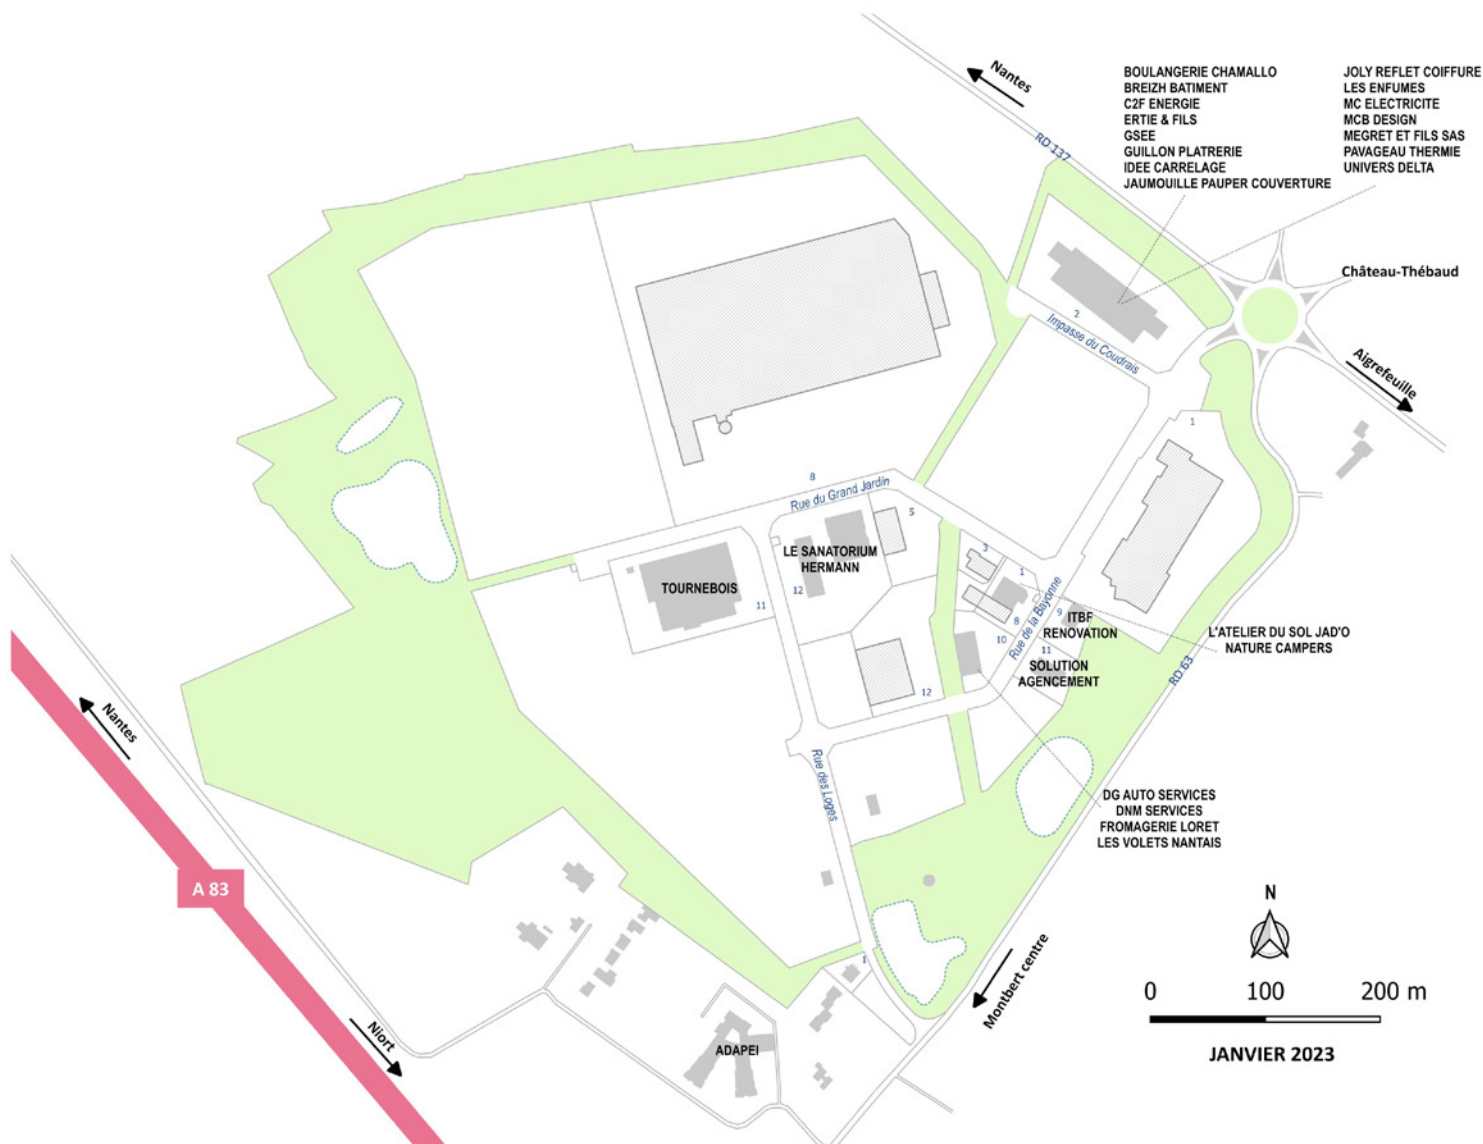 Nantes
RD 137
BOULANGERIE CHAMALLO
BREIZH BATIMENT
C2F ENERGIE
ERTIE & FILS
GSEE
GUILLON PLATRERIE
IDEE CARRELAGE
JAUMOUILLE PAUPER COUVERTURE
JOLY REFLET COIFFURE
LES ENFUMES
MC ELECTRICITE
MCB DESIGN
MEGRET ET FILS SAS
PAVAGEAU THERMIE
UNIVERS DELTA
Château-Thébaud
2
Impasse du Coudrais
Aigrefeuille
1
8
Rue du Grand Jardin
5
3
1
LE SANATORIUM
HERMANN
TOURNEBOIS
11
12
8
10
9
Rue de la Bayonne
ITBF
RENOVATION
11
SOLUTION
AGENCEMENT
12
L'ATELIER DU SOL JAD'O
NATURE CAMPERS
RD 63
Nantes
Rue des Loges
DG AUTO SERVICES
DNM SERVICES
FROMAGERIE LORET
LES VOLETS NANTAIS
A 83
1
Montbert centre
Niort
ADAPEI
N
0 100 200 m
JANVIER 2023